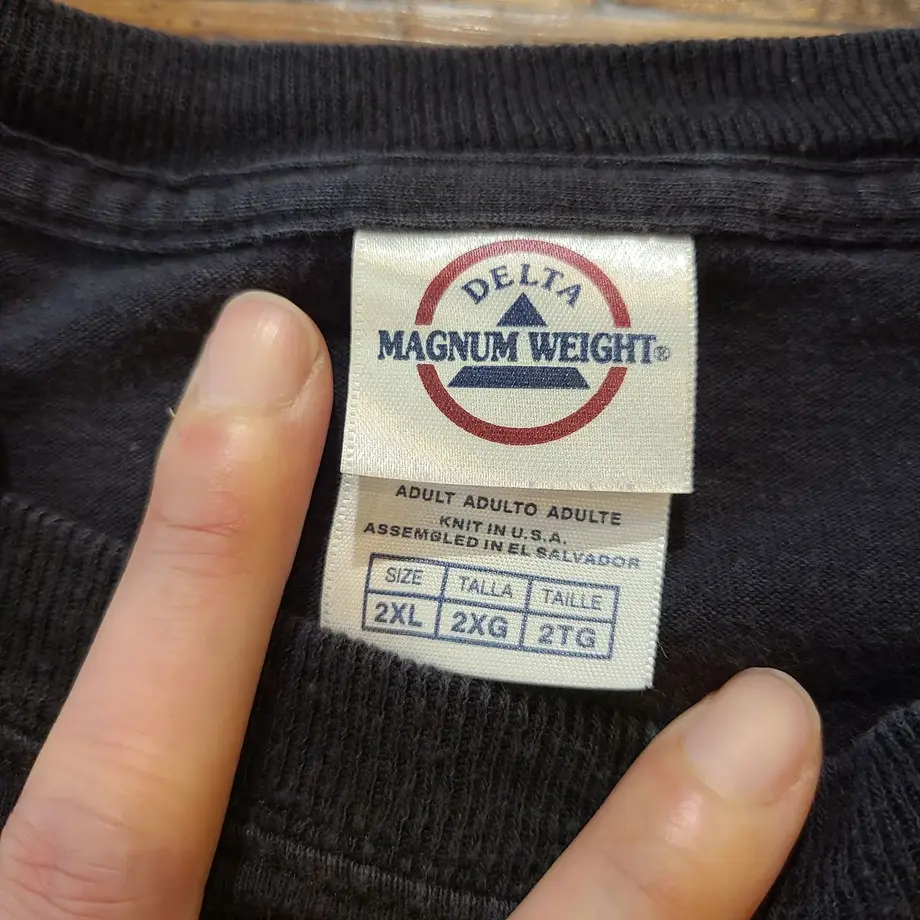 DELTA
MAGNUM WEIGHT®
ADULT ADULTO ADULTE
KNIT IN U.S.A.
ASSEMBLED IN EL SALVADOR
SIZE TALLA TAILLE
2XL 2XG 2TG